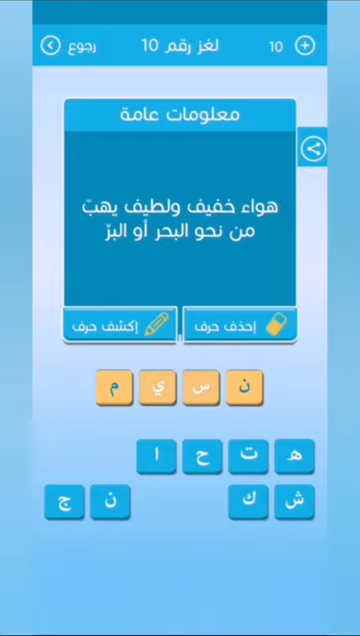 رجوع
لغز رقم 10
10
معلومات عامة
هواء خفيف ولطيف يهبّ
من نحو البحر أو البرّ
إحذف حرف
إكشف حرف
ن س ي م
ه ت ح ا
ش ك ن ج